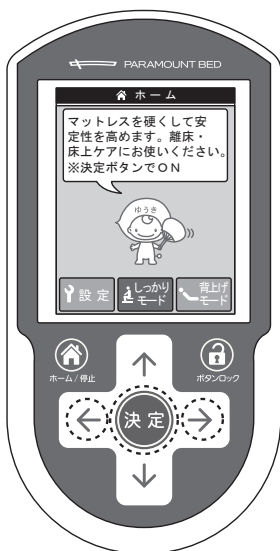 PARAMOUNT BED
ホーム
マットレスを硬くして安
定性を高めます。離床・
床上ケアにお使いください。
※決定ボタンでON
ゆうき
設定
しっかり
モード
背上げ
モード
ホーム/停止
ボタンロック
決定